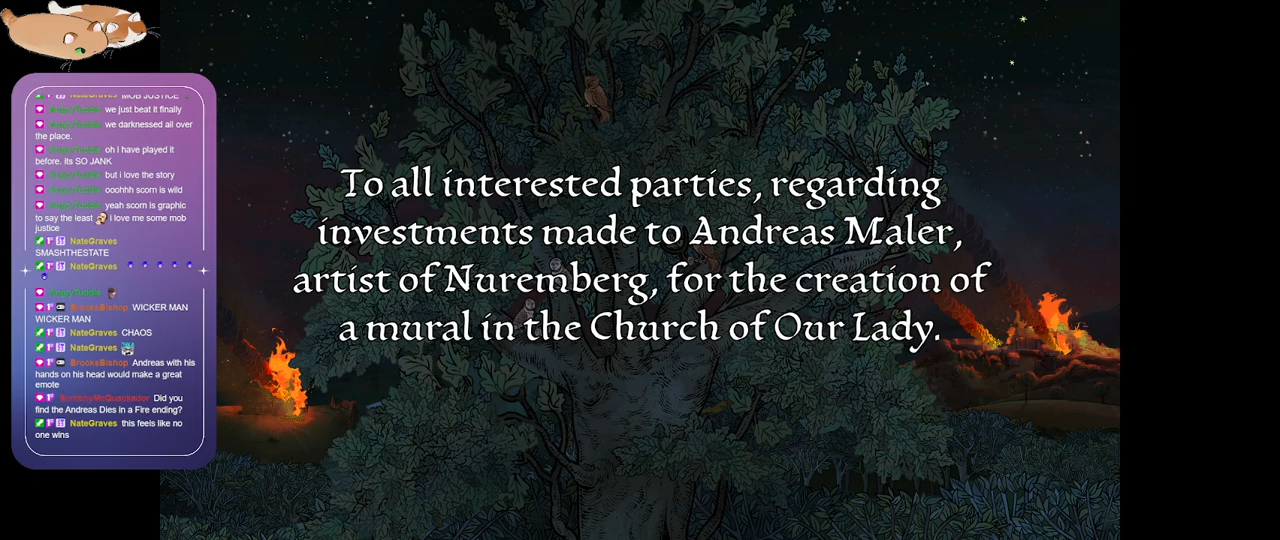 MOB JUSTICE
we just beat it finally
we darknessed all over
the place.
oh i have played it
before. its SO JANK
but i love the story
ooohhh scorn is wild
yeah scorn is graphic
to say the least i love me some mob
justice
NateGraves
SMASHTHESTATE
NateGraves
AngryTuddle
BrooksBishop WICKER MAN
WICKER MAN
NateGraves CHAOS
NateGraves
BrooksBishop Andreas with his
hands on his head would make a great
emote
Did you
find the Andreas Dies in a Fire ending?
NateGraves this feels like no
one wins
To all interested parties, regarding
investments made to Andreas Maler,
artist of Nuremberg, for the creation of
a mural in the Church of Our Lady.